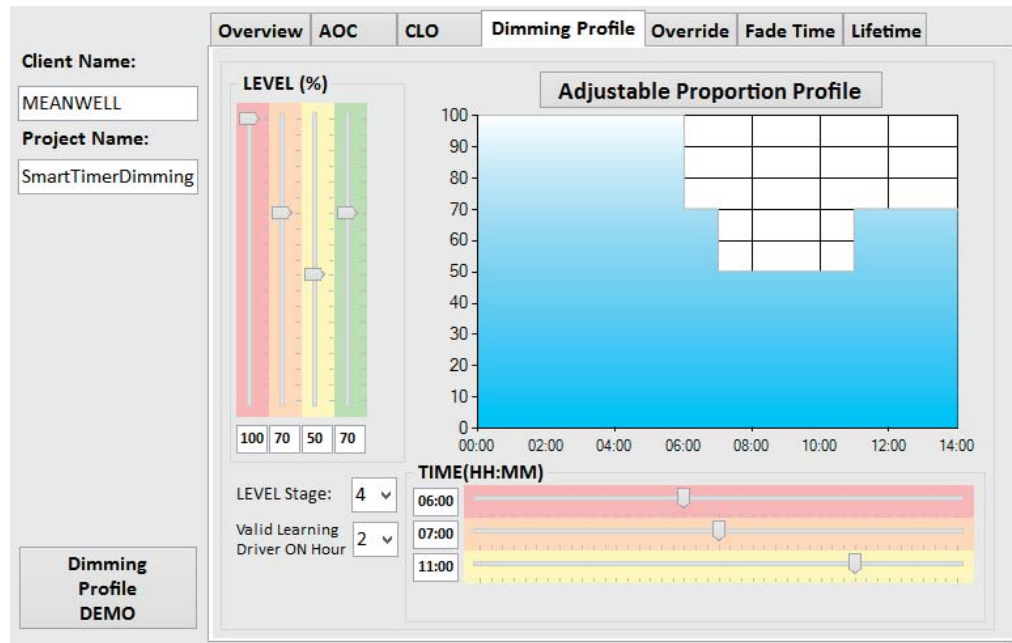 Overview AOC CLO Dimming Profile Override Fade Time Lifetime
Client Name:
MEANWELL
Project Name:
SmartTimerDimming
Dimming
Profile
DEMO
LEVEL (%)
100 70 50 70
LEVEL Stage: 4
Valid Learning
Driver ON Hour 2
Adjustable Proportion Profile
100
90
80
70
60
50
40
30
20
10
0
00:00 02:00 04:00 06:00 08:00 10:00 12:00 14:00
TIME(HH:MM)
06:00
07:00
11:00